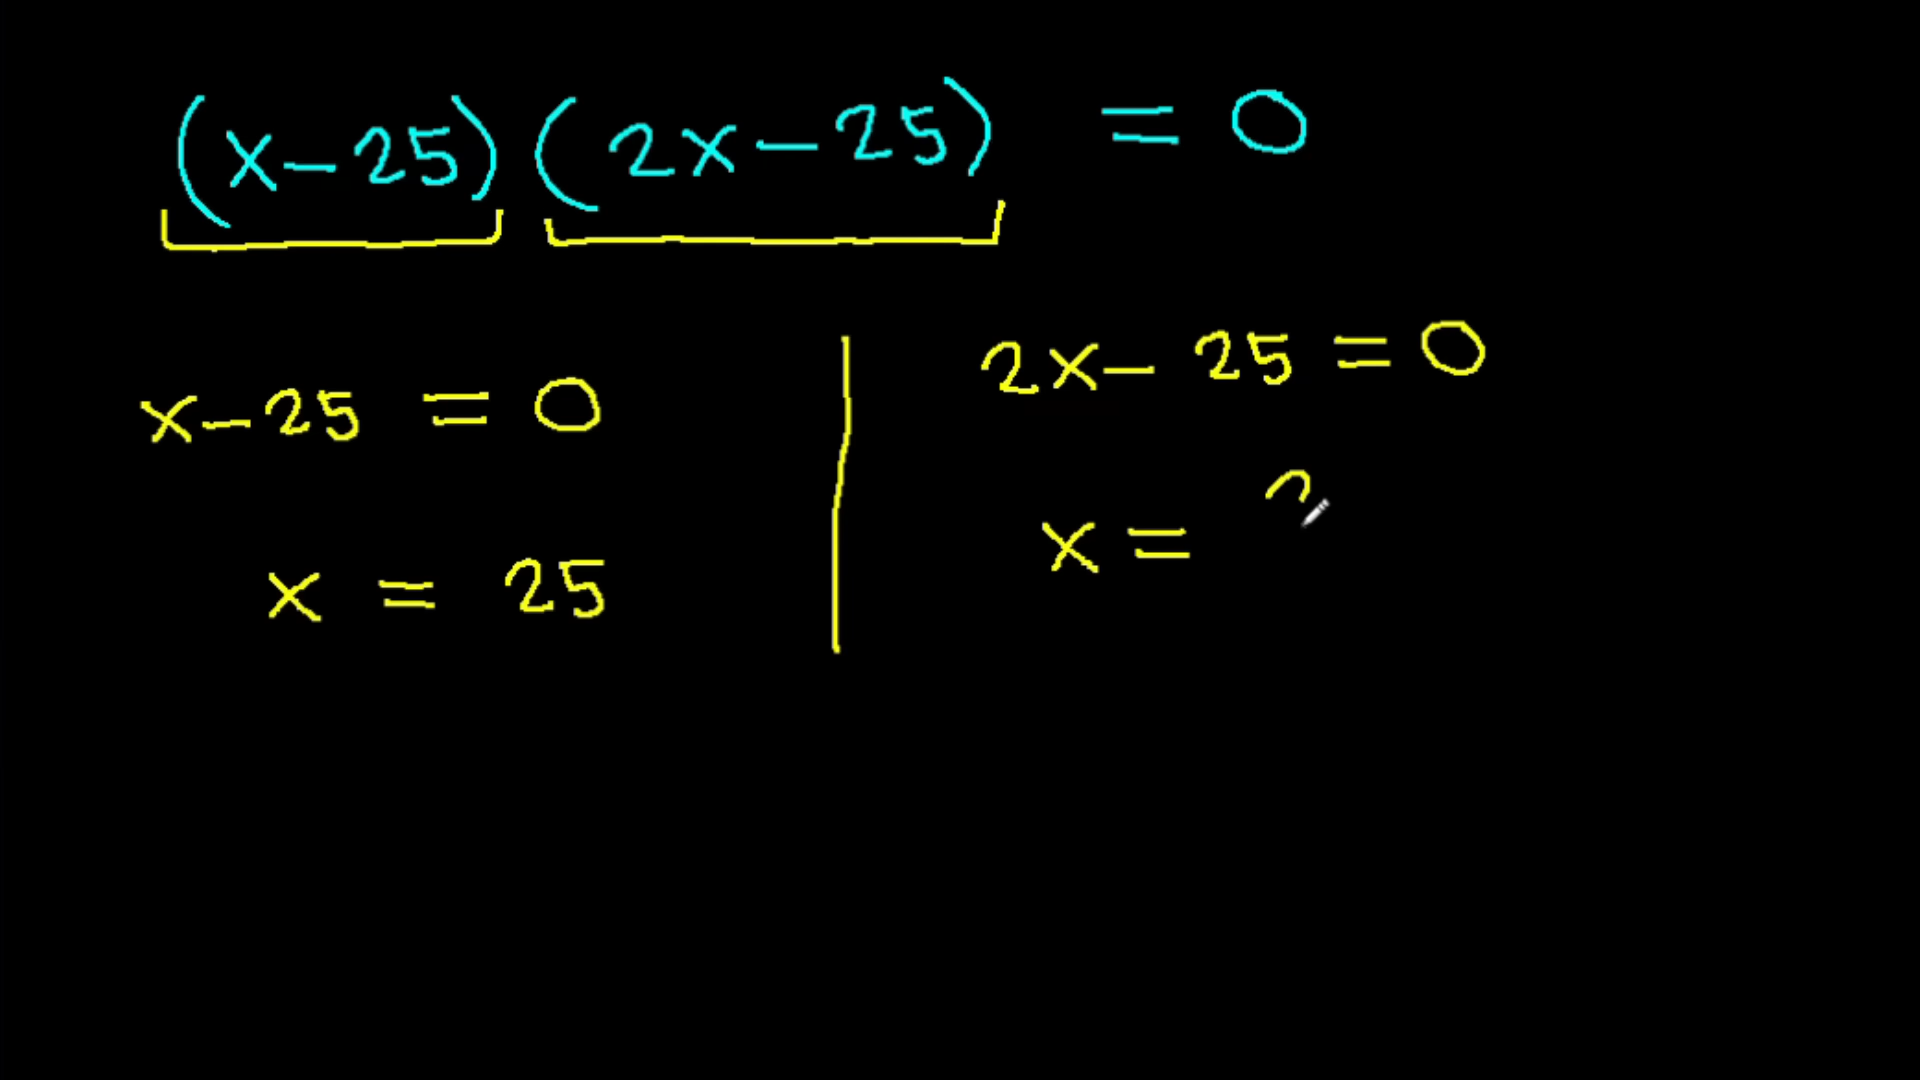 (x-25)(2x-25) = 0
x-25 = 0
x = 25
2x-25=0
x =